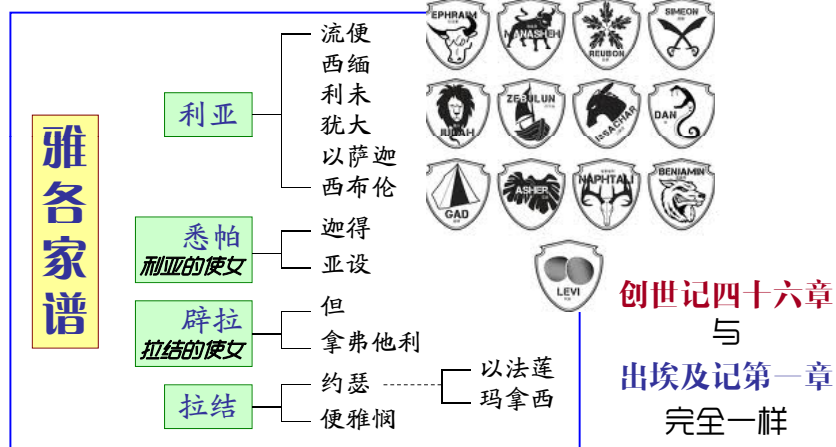 雅各家谱
利亚
流便
西缅
利未
犹大
以萨迦
西布伦
悉帕
利亚的使女
迦得
亚设
辟拉
拉结的使女
但
拿弗他利
拉结
约瑟
便雅悯
以法莲
玛拿西
EPHRAIM
MANASHEH
REUBON
SIMEON
JUDAH
ZEBULUN
ISSACHAR
DAN
GAD
ASHER
NAPHTALI
BENIAMIN
LEVI
创世记四十六章
与
出埃及记第一章
完全一样